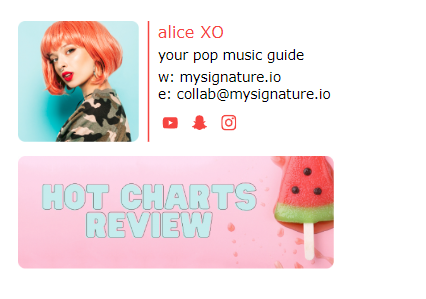 alice XO
your pop music guide
w: mysignature.io
e: collab@mysignature.io
HOT CHARTS
REVIEW